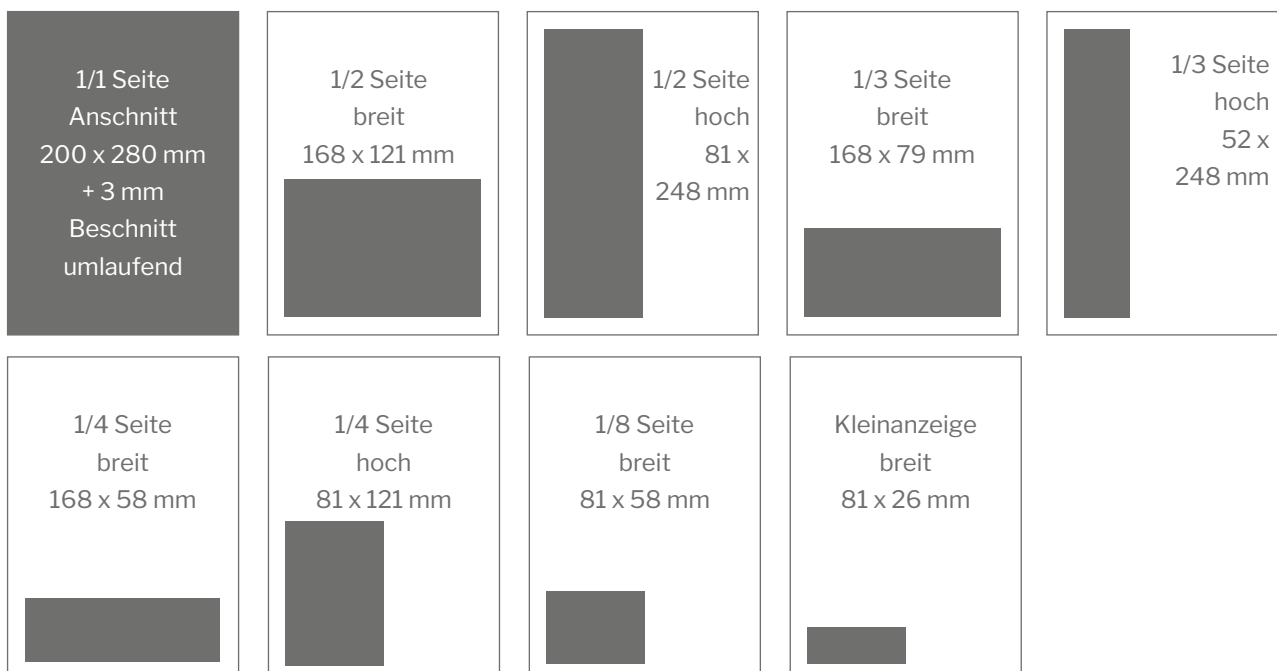 1/1 Seite
Anschnitt
200 x 280 mm
+ 3 mm
Beschnitt
umlaufend
1/2 Seite
breit
168 x 121 mm
1/2 Seite
hoch
81 x
248 mm
1/3 Seite
breit
168 x 79 mm
1/3 Seite
hoch
52 x
248 mm
1/4 Seite
breit
168 x 58 mm
1/4 Seite
hoch
81 x 121 mm
1/8 Seite
breit
81 x 58 mm
Kleinanzeige
breit
81 x 26 mm